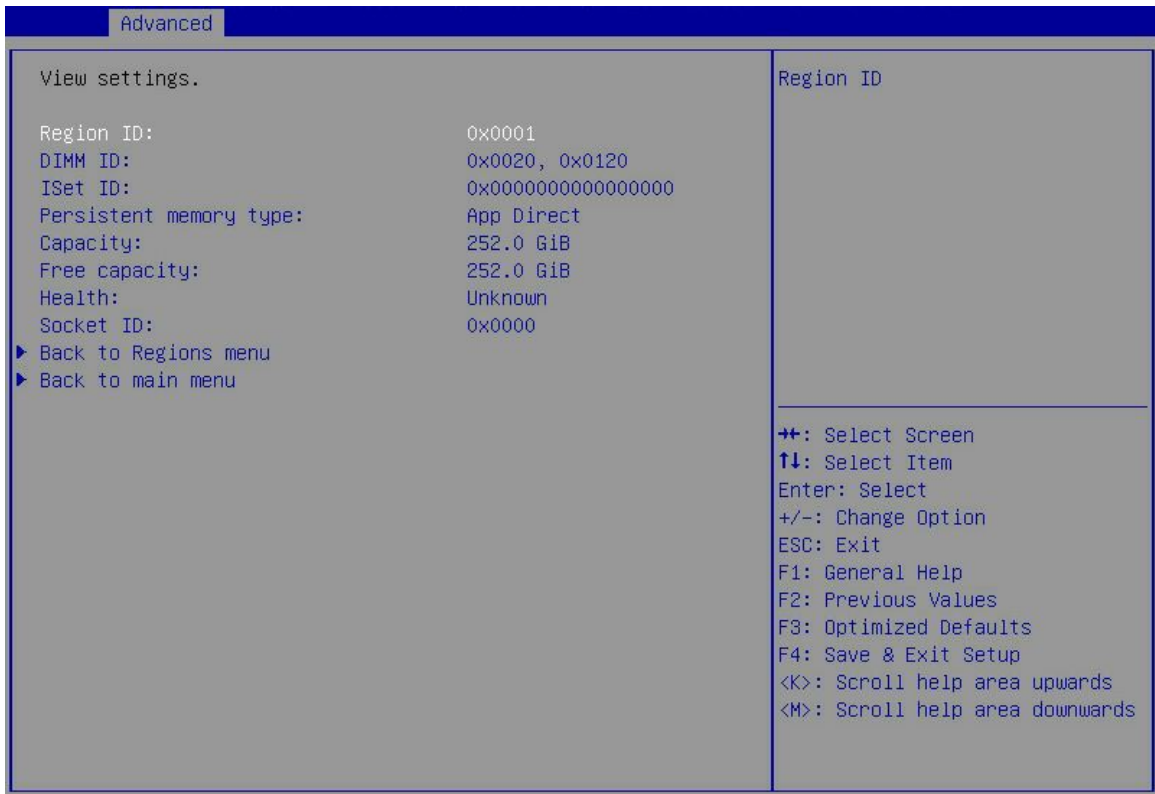 Advanced
View settings.
Region ID: 0x0001
DIMM ID: 0x0020, 0x0120
ISet ID: 0x0000000000000000
Persistent memory type: App Direct
Capacity: 252.0 GiB
Free capacity: 252.0 GiB
Health: Unknown
Socket ID: 0x0000
Back to Regions menu
Back to main menu
Region ID
→←: Select Screen
↑↓: Select Item
Enter: Select
+/-: Change Option
ESC: Exit
F1: General Help
F2: Previous Values
F3: Optimized Defaults
F4: Save & Exit Setup
<K>: Scroll help area upwards
<M>: Scroll help area downwards